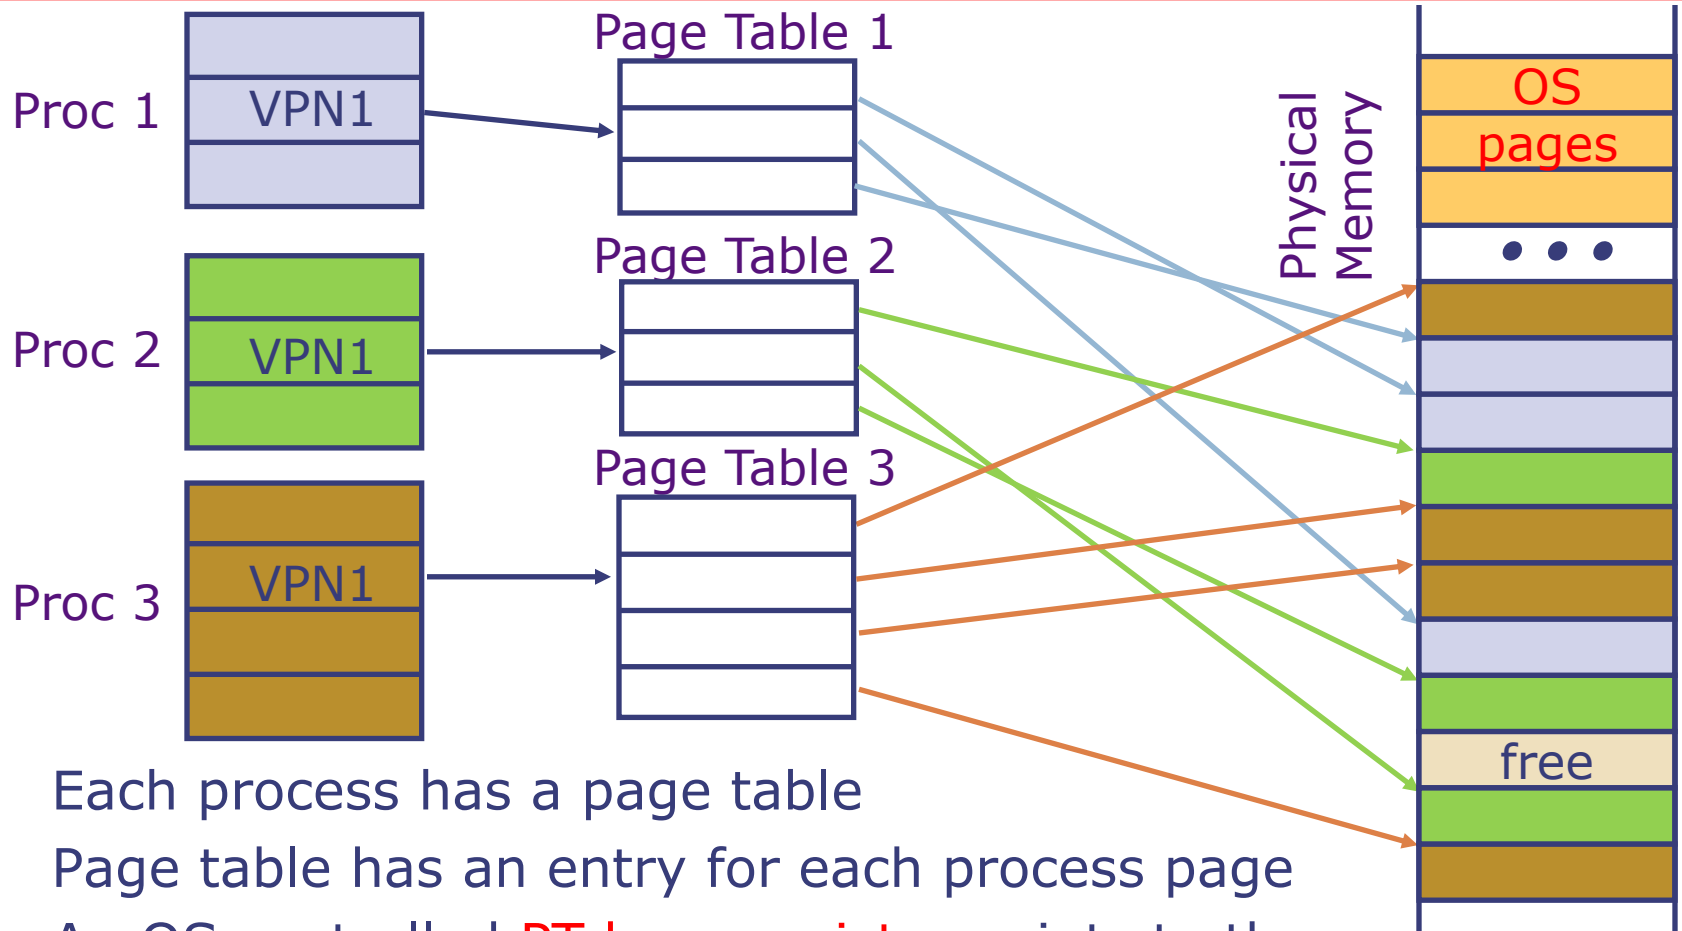 Page Table 1
Proc 1
VPN1
Physical
Memory
OS
pages
Page Table 2
Proc 2
VPN1
Page Table 3
Proc 3
VPN1
free
Each process has a page table
Page table has an entry for each process page